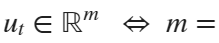 u_t ∈ ℝ^m ⇔ m =